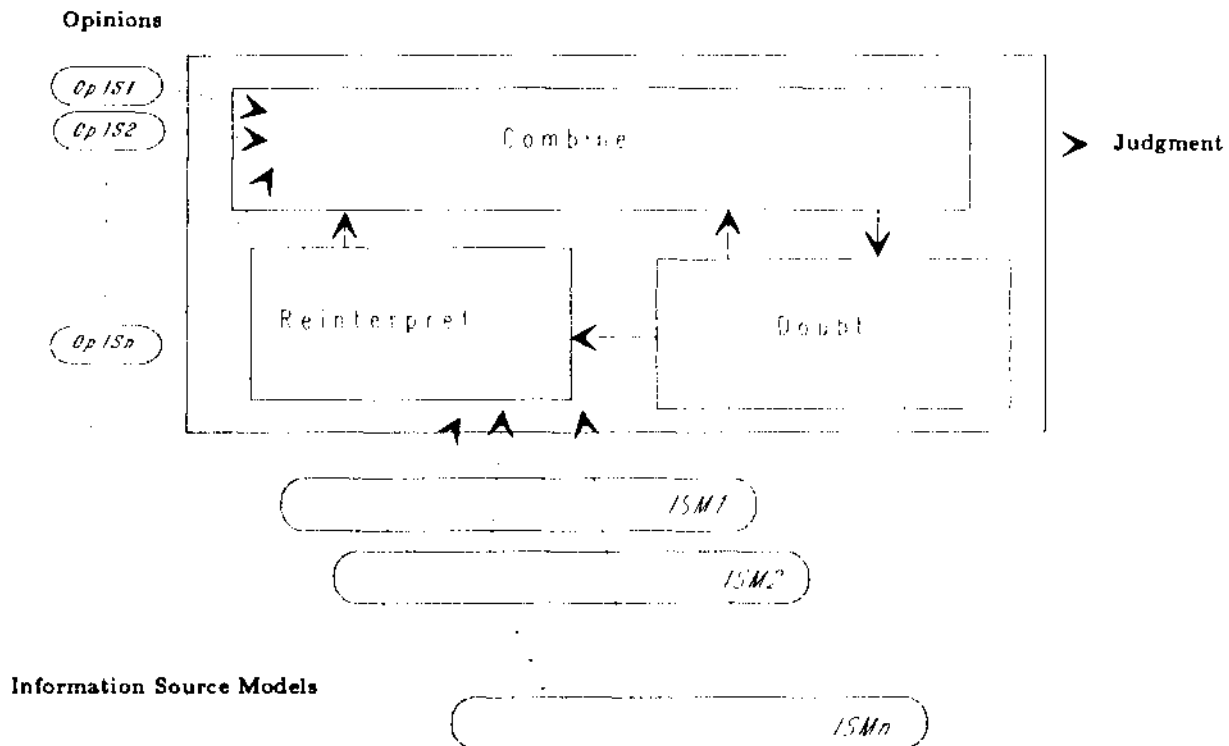 Opinions
Op IS1
Op IS2
Combine
Judgment
Reinterpret
Doubt
Op ISn
ISM1
ISM2
Information Source Models
ISMn